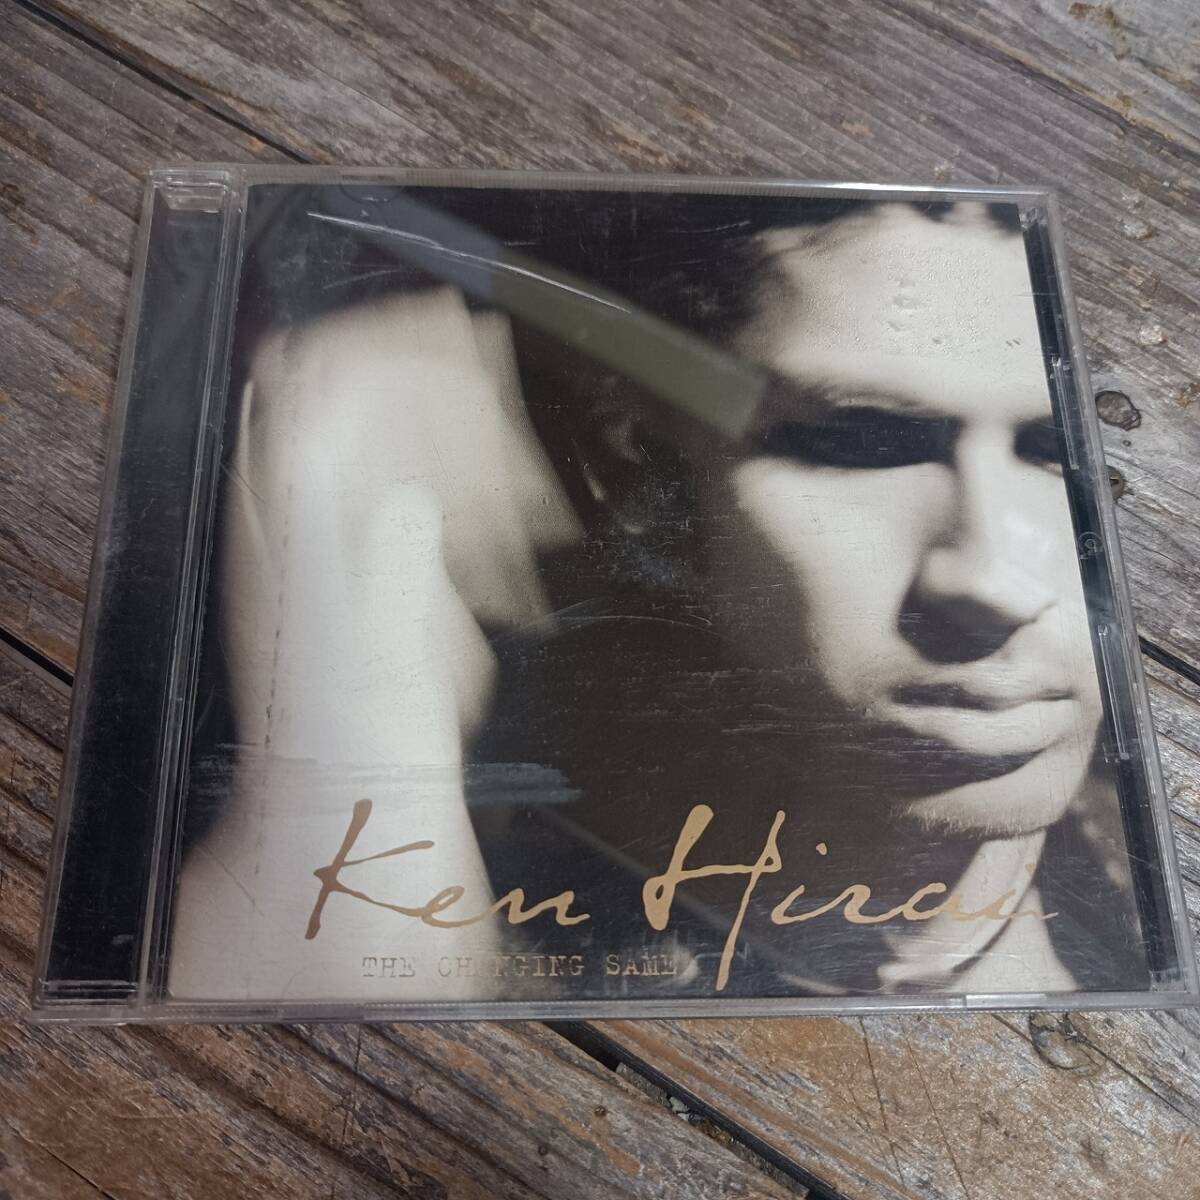 Ken Hirai
THE CHANGING SAME